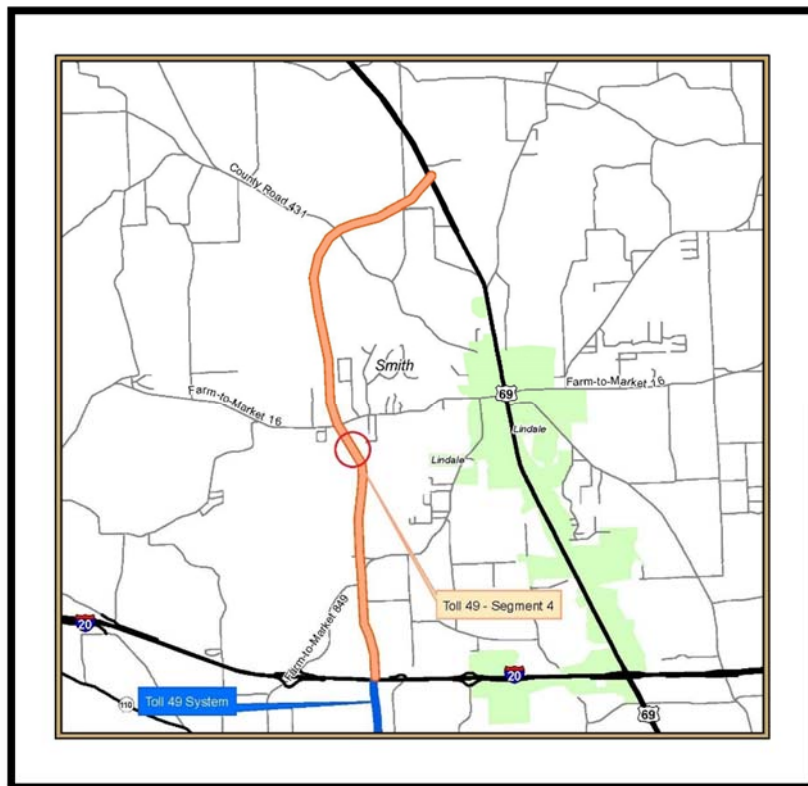 County Road 431
Smith
Farm-to-Market 16
69
Farm-to-Market 16
Lindale
Lindale
Toll 49 - Segment 4
Farm-to-Market 849
20
20
110
Toll 49 System
69